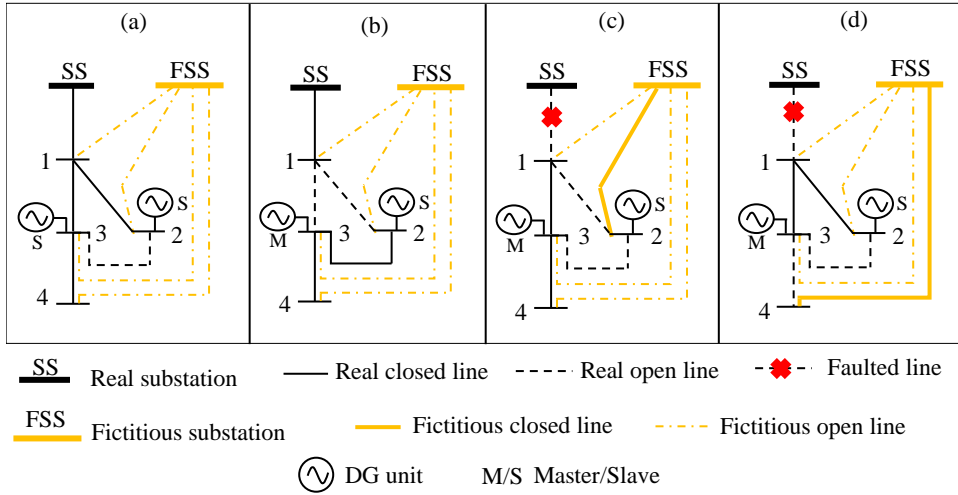 (a) (b) (c) (d)
SS FSS
1
S
S 3 2
4
SS FSS
1
S
M 3 2
4
SS FSS
1
S
M 3 2
4
SS FSS
1
S
M 3 2
4
SS Real substation Real closed line Real open line Faulted line
FSS Fictitious substation Fictitious closed line Fictitious open line
DG unit M/S Master/Slave